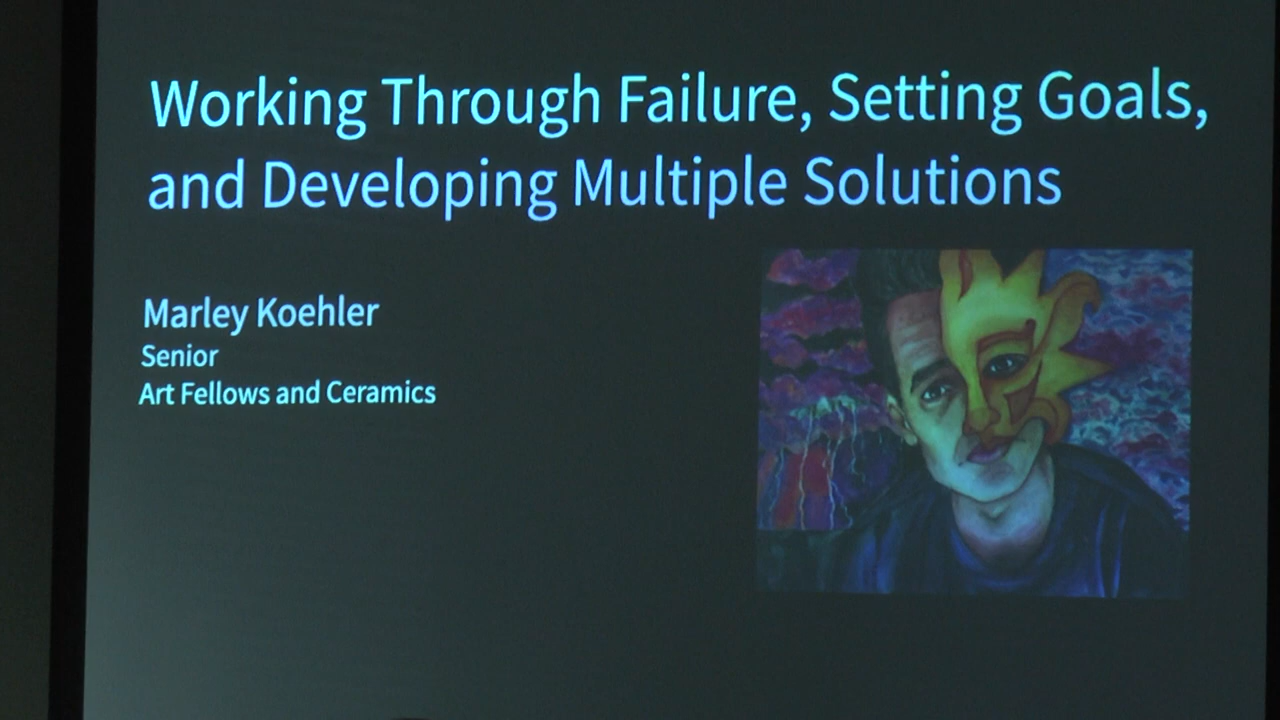 Working Through Failure, Setting Goals,
and Developing Multiple Solutions
Marley Koehler
Senior
Art Fellows and Ceramics